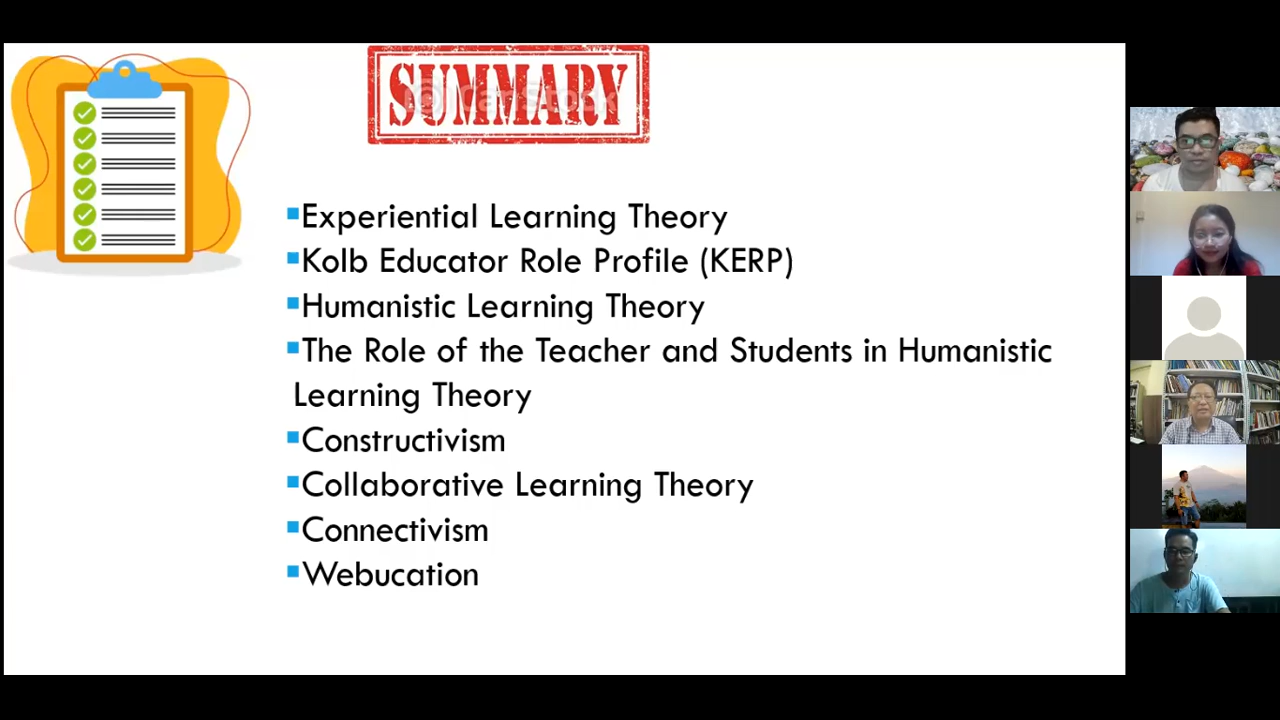 SUMMARY
CanStock
▪Experiential Learning Theory
▪Kolb Educator Role Profile (KERP)
▪Humanistic Learning Theory
▪The Role of the Teacher and Students in Humanistic
Learning Theory
▪Constructivism
▪Collaborative Learning Theory
▪Connectivism
▪Webucation